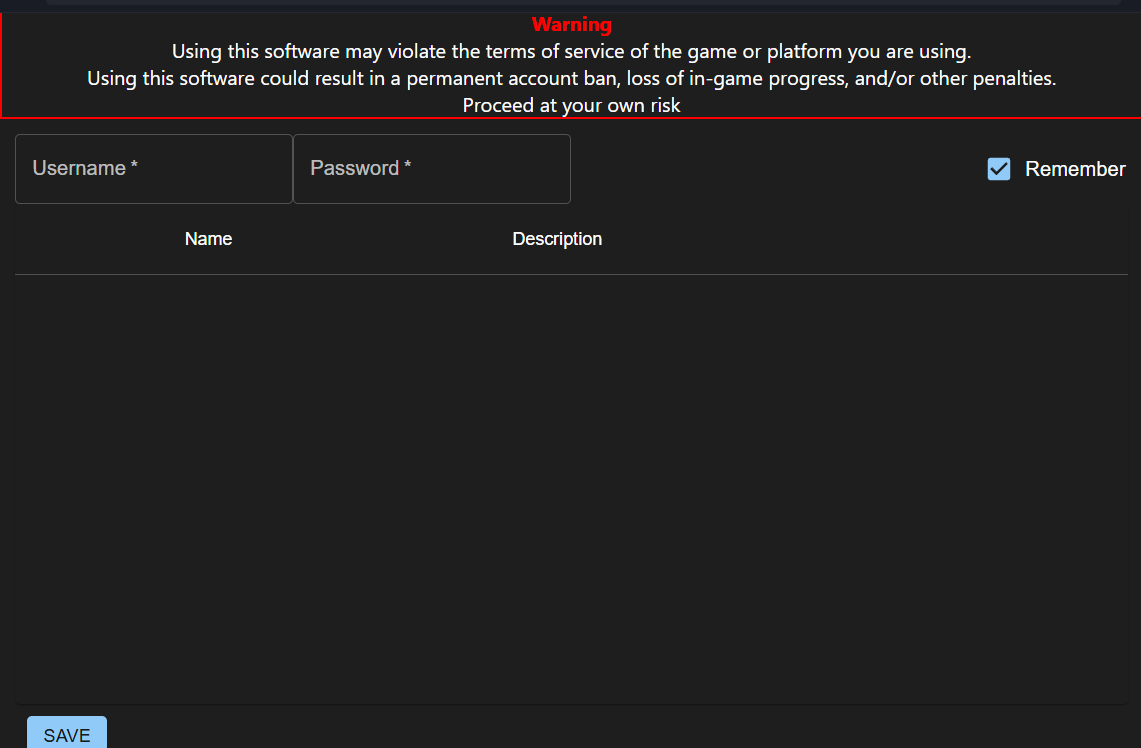 Warning
Using this software may violate the terms of service of the game or platform you are using.
Using this software could result in a permanent account ban, loss of in-game progress, and/or other penalties.
Proceed at your own risk
Username *
Password *
Remember
Name
Description
SAVE